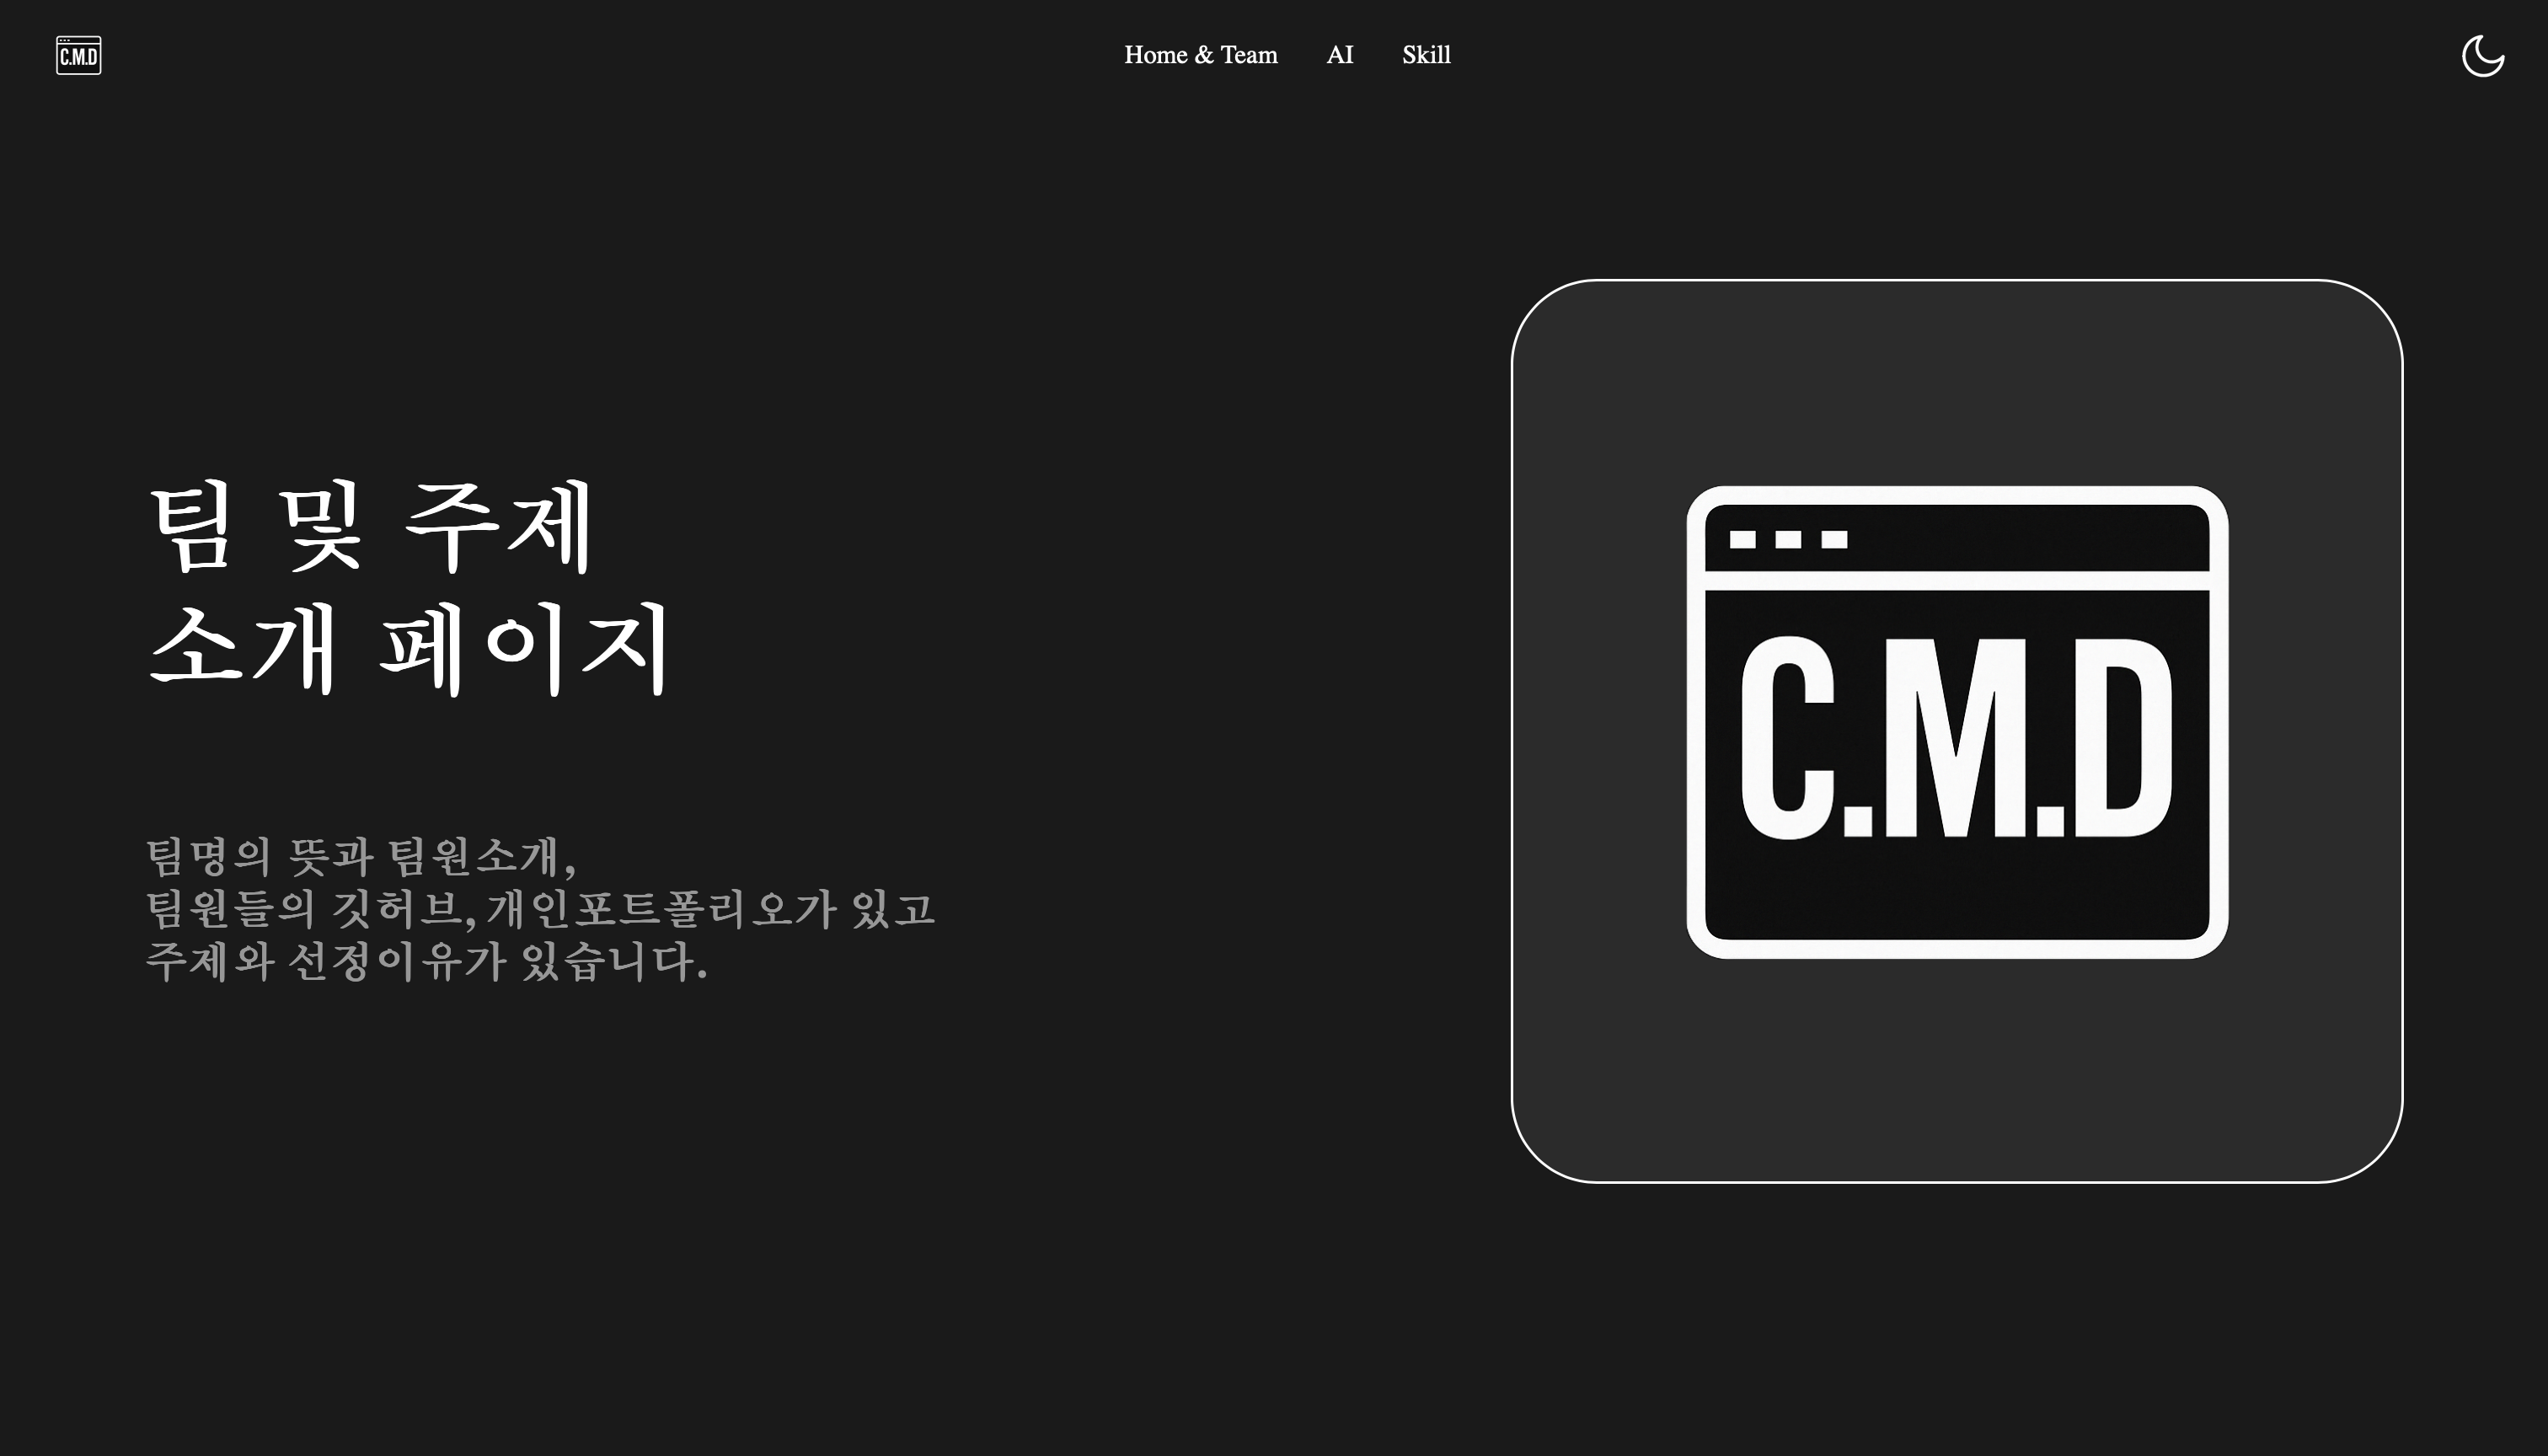 C.M.D
Home & Team
AI
Skill
팀 및 주제
소개 페이지
팀명의 뜻과 팀원소개,
팀원들의 깃허브, 개인포트폴리오가 있고
주제와 선정이유가 있습니다.
C.M.D